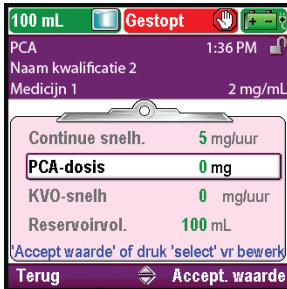 100 mL Gestopt
PCA 1:36 PM
Naam kwalificatie 2
Medicijn 1 2 mg/mL
Continue snelh. 5 mg/uur
PCA-dosis 0 mg
KVO-snelh 0 mg/uur
Reservoirvol. 100 mL
'Accept waarde' of druk 'select' vr bewerk
Terug Accept. waarde